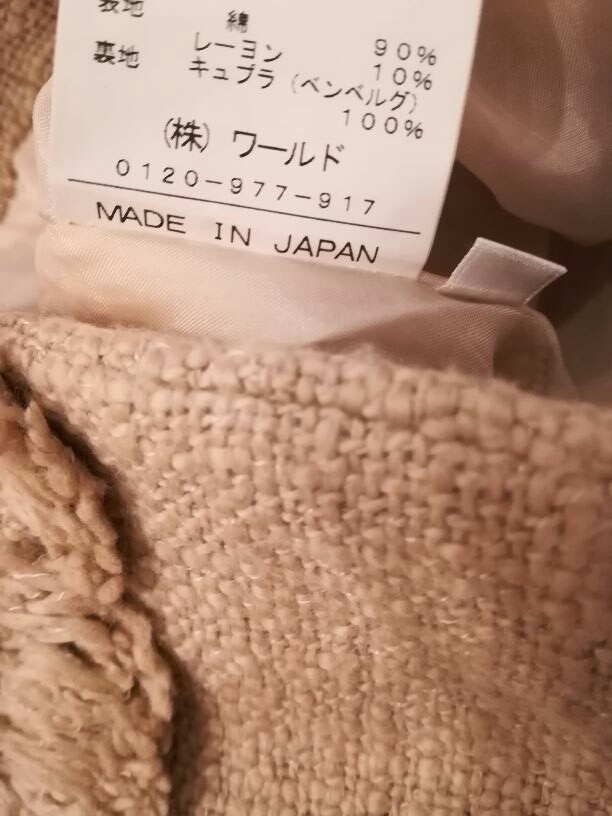 表地 綿 90%
レーヨン 10%
裏地 キュプラ（ベンベルグ）
100%
（株） ワールド
0120-977-917
MADE IN JAPAN